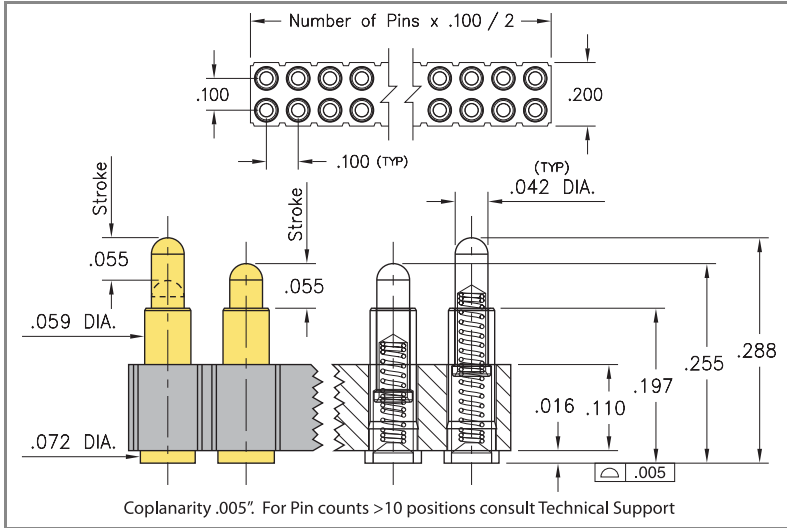 Number of Pins x .100 / 2
.100
.200
.100 (TYP)
(TYP)
.042 DIA.
Stroke
Stroke
.055
.055
.059 DIA.
.072 DIA.
.016
.110
.197
.255
.288
.005
Coplanarity .005". For Pin counts >10 positions consult Technical Support